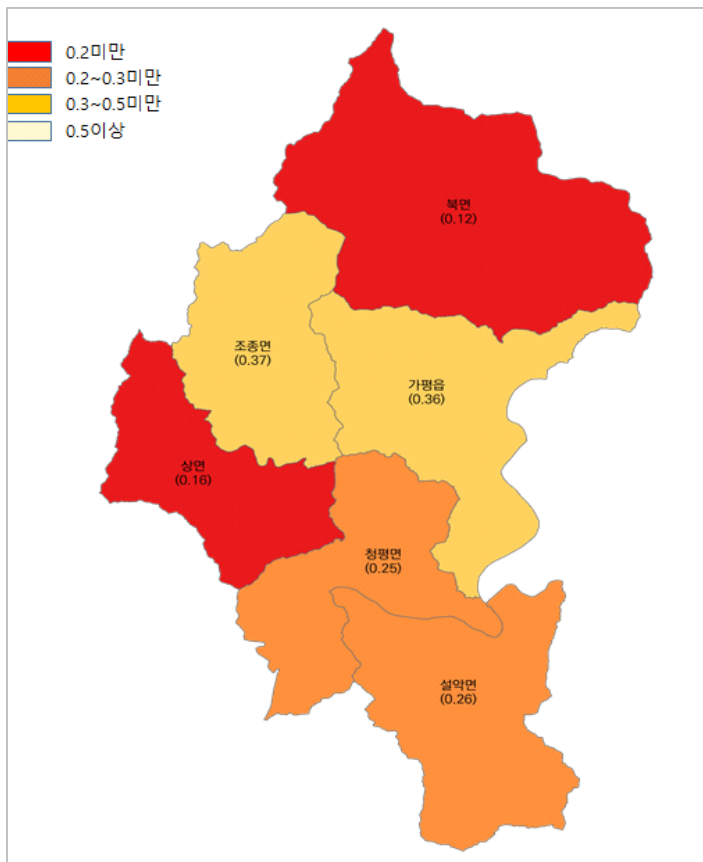 0.2미만
0.2~0.3미만
0.3~0.5미만
0.5이상
북면
(0.12)
조종면
(0.37)
가평읍
(0.36)
상면
(0.16)
청평면
(0.25)
설악면
(0.26)